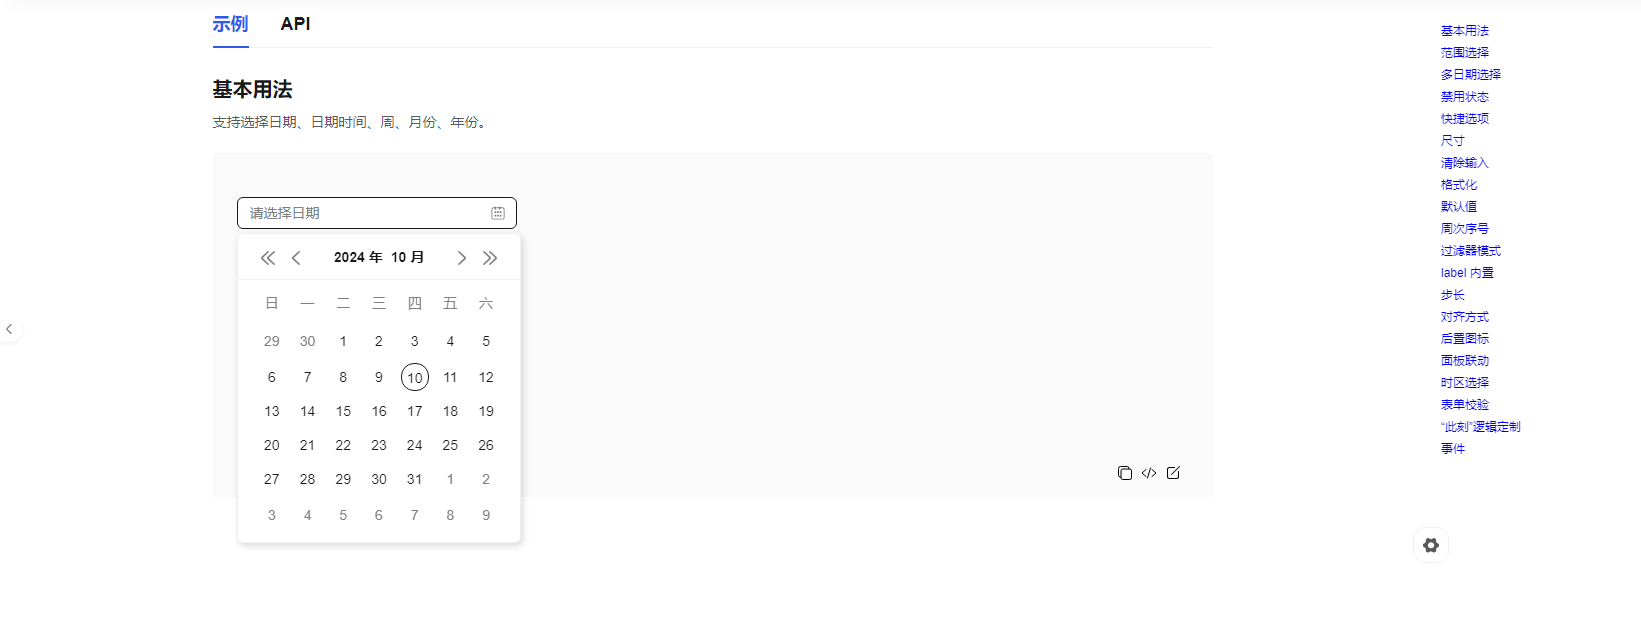 示例 API
基本用法
支持选择日期、日期时间、周、月份、年份。
请选择日期
2024 年 10 月
日 一 二 三 四 五 六
29 30 1 2 3 4 5
6 7 8 9 10 11 12
13 14 15 16 17 18 19
20 21 22 23 24 25 26
27 28 29 30 31 1 2
3 4 5 6 7 8 9
基本用法
范围选择
多日期选择
禁用状态
快捷选项
尺寸
清除输入
格式化
默认值
周次序号
过滤器模式
label 内置
步长
对齐方式
后置图标
面板联动
时区选择
表单校验
“此刻”逻辑定制
事件